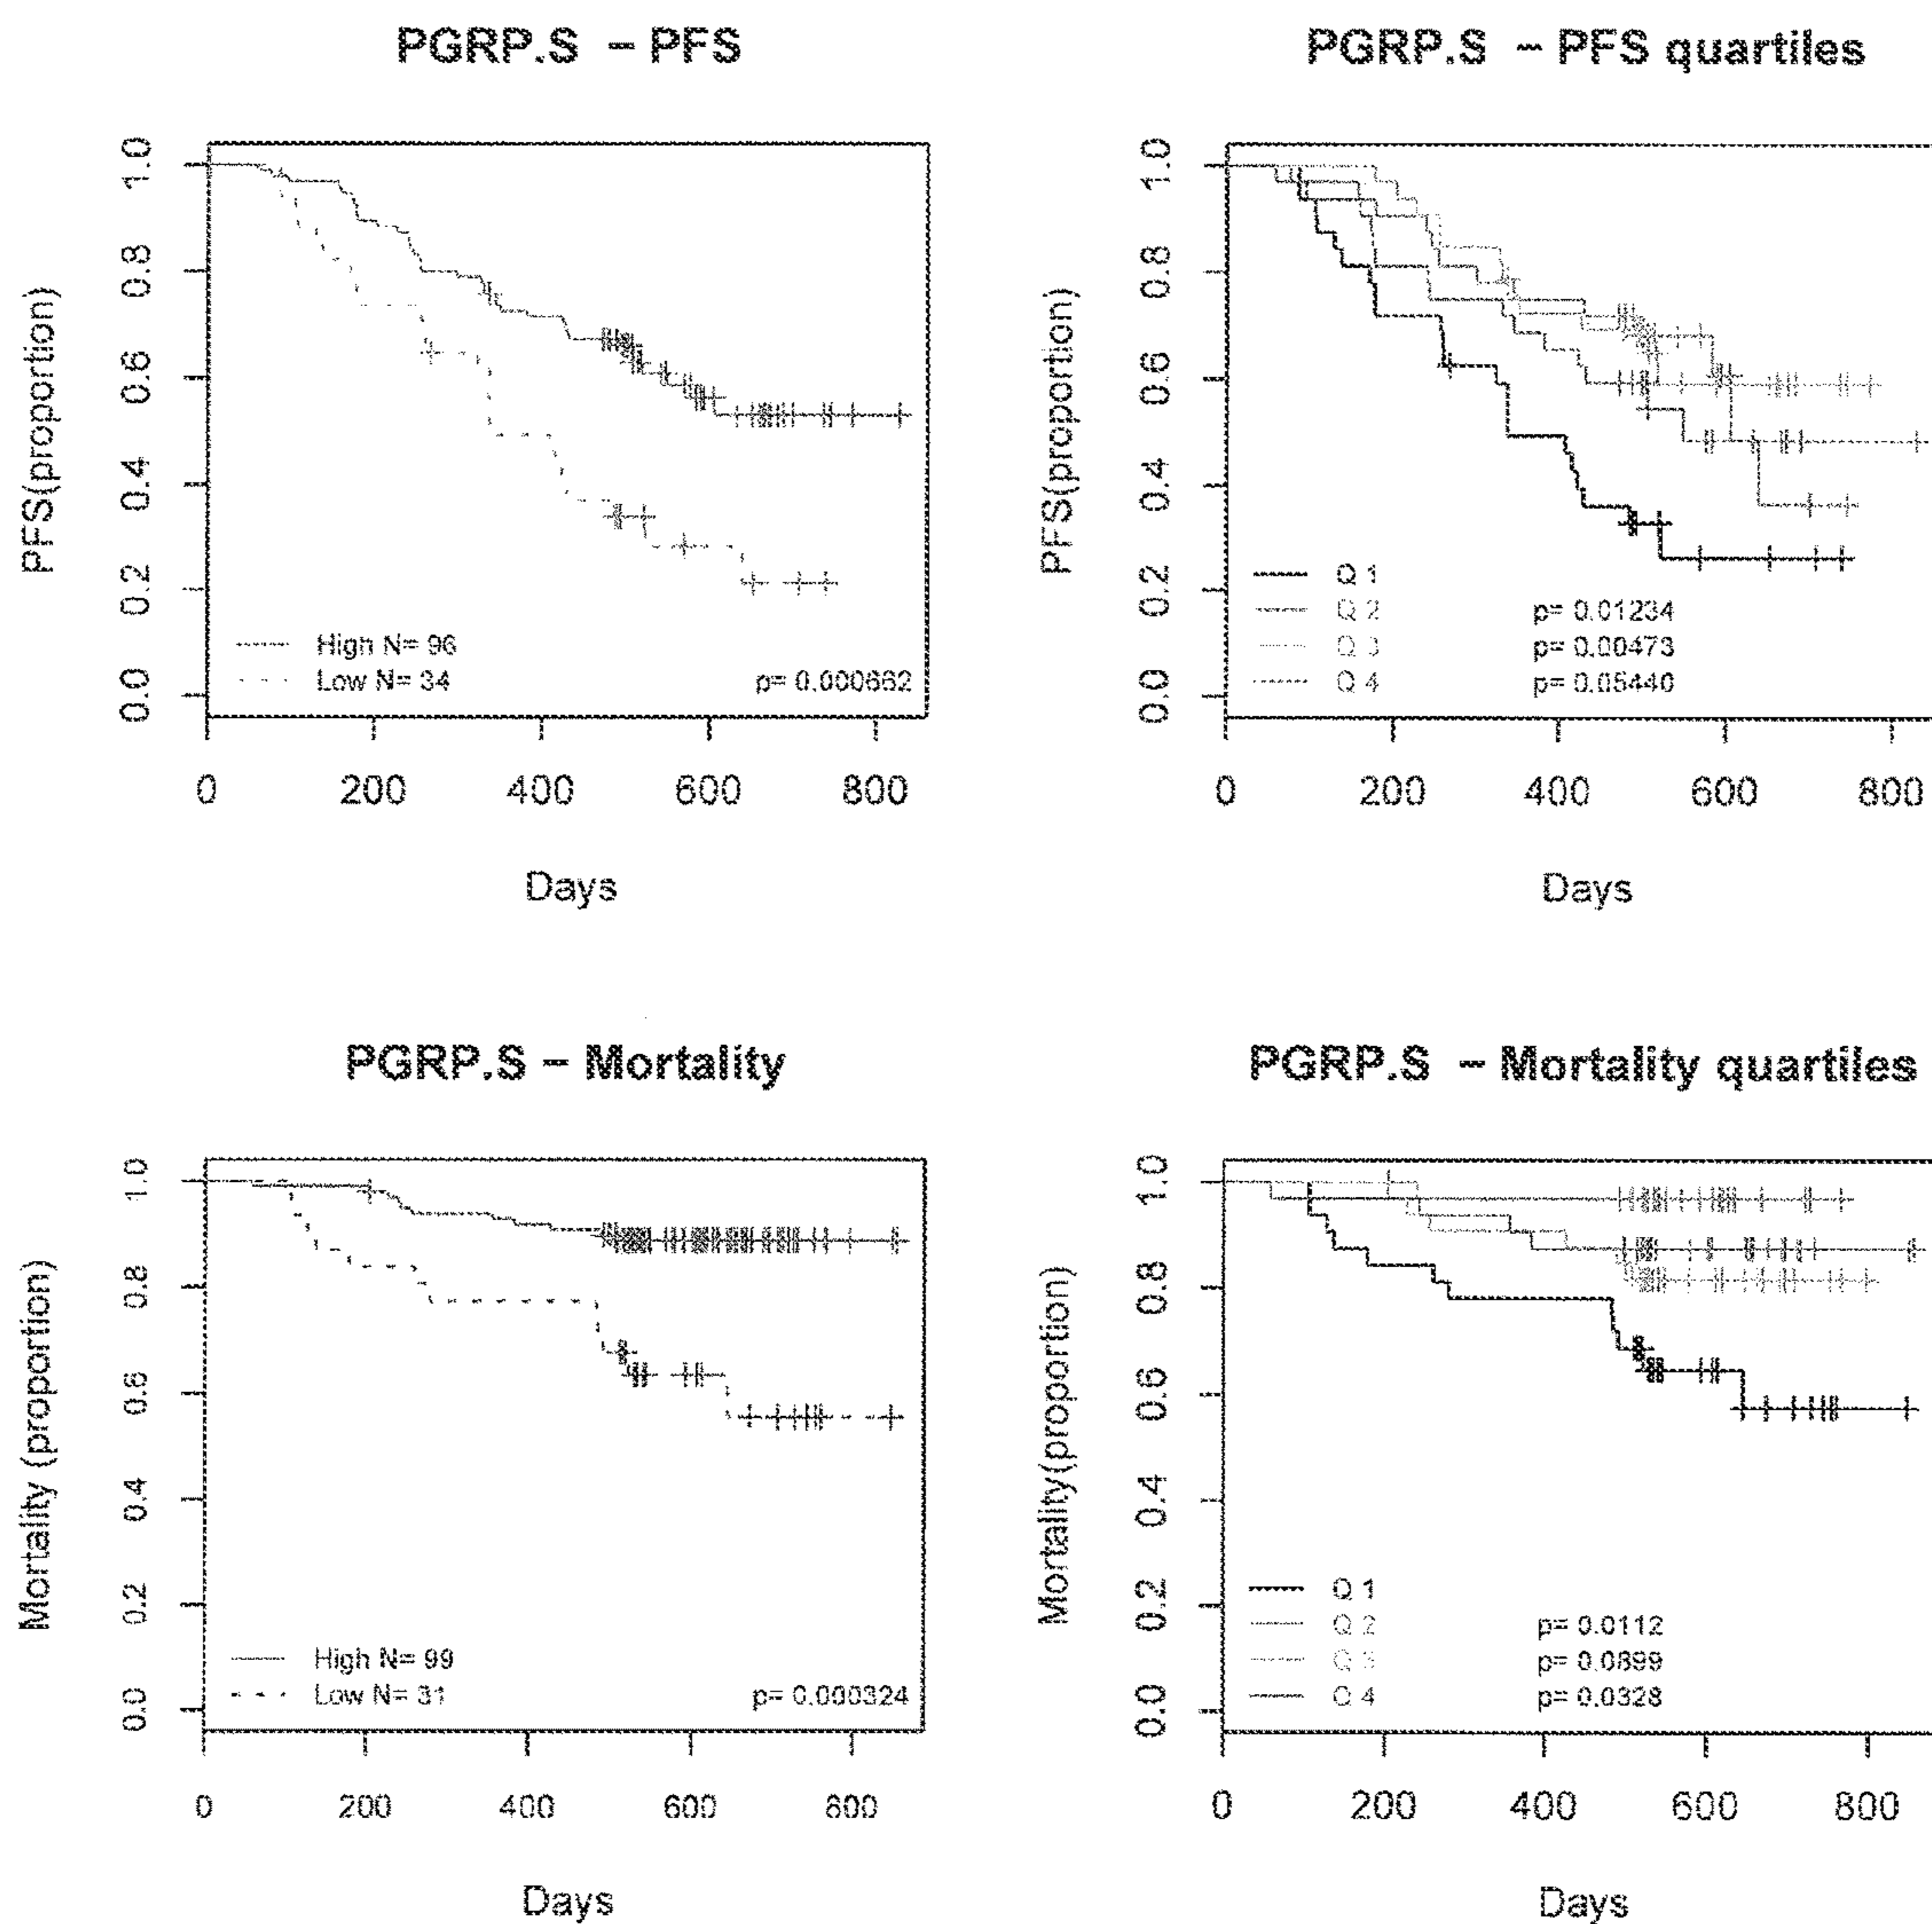 PGRP.S – PFS
PFS(proportion)
1.0
0.8
0.6
0.4
0.2
0.0
High N= 96
Low N= 34
p= 0.000662
0 200 400 600 800
Days
PGRP.S – PFS quartiles
PFS(proportion)
1.0
0.8
0.6
0.4
0.2
0.0
Q 1
Q 2 p= 0.01234
Q 3 p= 0.00473
Q 4 p= 0.05440
0 200 400 600 800
Days
PGRP.S – Mortality
Mortality (proportion)
1.0
0.8
0.6
0.4
0.2
0.0
High N= 99
Low N= 31
p= 0.000324
0 200 400 600 800
Days
PGRP.S – Mortality quartiles
Mortality(proportion)
1.0
0.8
0.6
0.4
0.2
0.0
Q 1
Q 2 p= 0.0112
Q 3 p= 0.0899
Q 4 p= 0.0328
0 200 400 600 800
Days